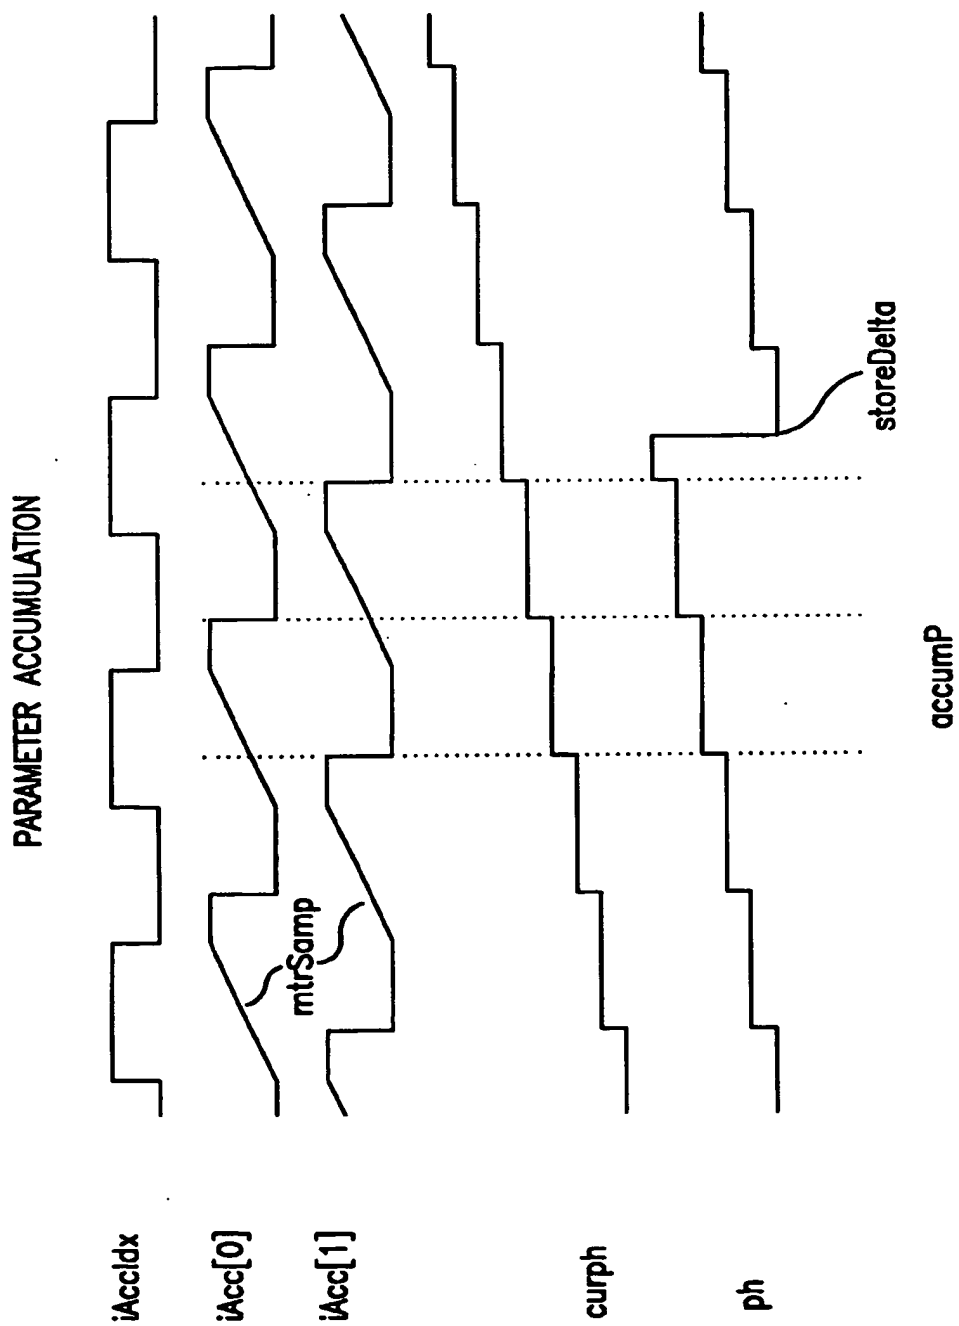 PARAMETER ACCUMULATION
iAccIdx
iAcc[0]
mtrSamp
iAcc[1]
curph
storeDelta
ph
accumP